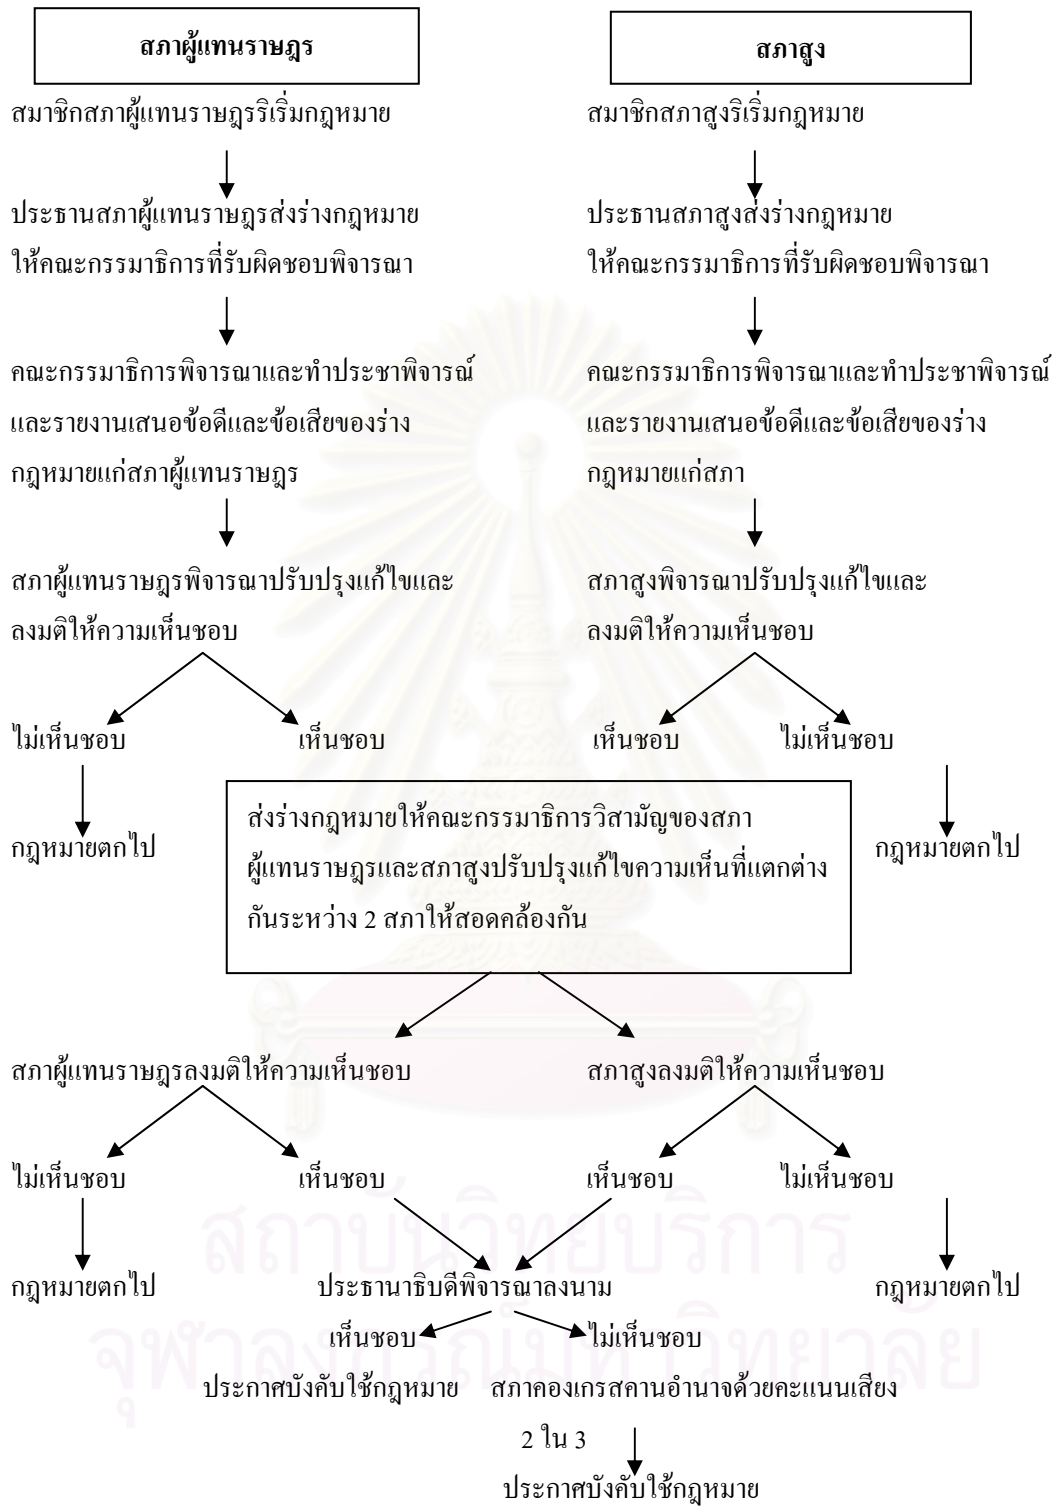 สภาผู้แทนราษฎร
สภาสูง
สมาชิกสภาผู้แทนราษฎรริเริ่มกฎหมาย
สมาชิกสภาสูงริเริ่มกฎหมาย
ประธานสภาผู้แทนราษฎรส่งร่างกฎหมาย
ให้คณะกรรมาธิการที่รับผิดชอบพิจารณา
ประธานสภาสูงส่งร่างกฎหมาย
ให้คณะกรรมาธิการที่รับผิดชอบพิจารณา
คณะกรรมาธิการพิจารณาและทำประชาพิจารณ์
และรายงานเสนอข้อดีและข้อเสียของร่าง
กฎหมายแก่สภาผู้แทนราษฎร
คณะกรรมาธิการพิจารณาและทำประชาพิจารณ์
และรายงานเสนอข้อดีและข้อเสียของร่าง
กฎหมายแก่สภา
สภาผู้แทนราษฎรพิจารณาปรับปรุงแก้ไขและ
ลงมติให้ความเห็นชอบ
สภาสูงพิจารณาปรับปรุงแก้ไขและ
ลงมติให้ความเห็นชอบ
ไม่เห็นชอบ
เห็นชอบ
เห็นชอบ
ไม่เห็นชอบ
กฎหมายตกไป
ส่งร่างกฎหมายให้คณะกรรมาธิการวิสามัญของสภา
ผู้แทนราษฎรและสภาสูงปรับปรุงแก้ไขความเห็นที่แตกต่าง
กันระหว่าง 2 สภาให้สอดคล้องกัน
กฎหมายตกไป
สภาผู้แทนราษฎรลงมติให้ความเห็นชอบ
สภาสูงลงมติให้ความเห็นชอบ
ไม่เห็นชอบ
เห็นชอบ
เห็นชอบ
ไม่เห็นชอบ
สถาบันวิทยบริการ
กฎหมายตกไป
ประธานาธิบดีพิจารณาลงนาม
กฎหมายตกไป
เห็นชอบ
ไม่เห็นชอบ
จุฬาลงกรณ์มหาวิทยาลัย
ประกาศบังคับใช้กฎหมาย
สภาคองเกรสคานอำนาจด้วยคะแนนเสียง
2 ใน 3
ประกาศบังคับใช้กฎหมาย